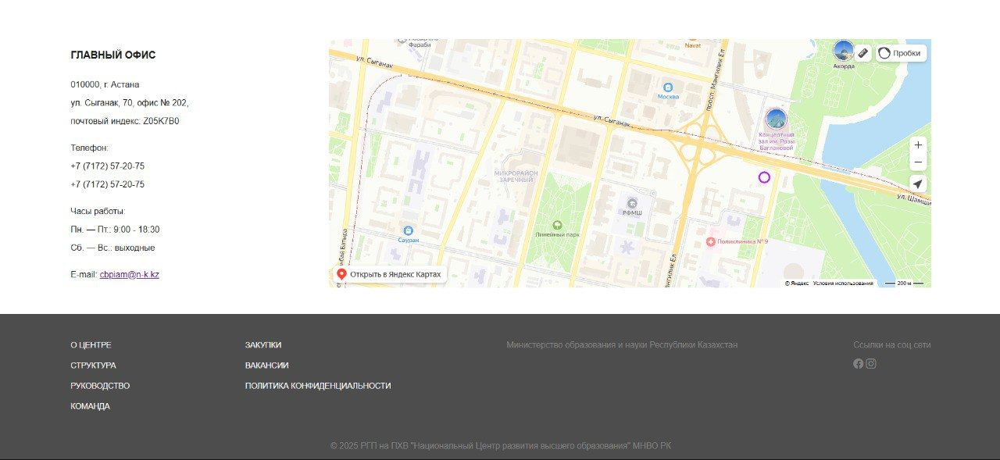 ГЛАВНЫЙ ОФИС
010000, г. Астана
ул. Сыганак, 70, офис № 202,
почтовый индекс: Z05K7B0
Телефон:
+7 (7172) 57-20-75
+7 (7172) 57-20-75
Часы работы:
Пн. — Пт.: 9:00 - 18:30
Сб. — Вс.: выходные
E-mail: cbpiam@n-k.kz
Фараби
Navat
Акорда
Пробки
ул. Сыганак
просп. Мангилик Ел
Москва
ул. Сыганак
Концертный
зал им. Розы
Баглановой
МИКРОРАЙОН
ЗАРЕЧНЫЙ
РФМШ
ул. Шамши
Линейный парк
Сауран
Поликлиника № 9
нбай Батыра
нгилик Ел
Открыть в Яндекс Картах
© Яндекс Условия использования
200 м
О ЦЕНТРЕ
СТРУКТУРА
РУКОВОДСТВО
КОМАНДА
ЗАКУПКИ
ВАКАНСИИ
ПОЛИТИКА КОНФИДЕНЦИАЛЬНОСТИ
Министерство образования и науки Республики Казахстан
Ссылки на соц.сети
© 2025 РГП на ПХВ "Национальный Центр развития высшего образования" МНВО РК